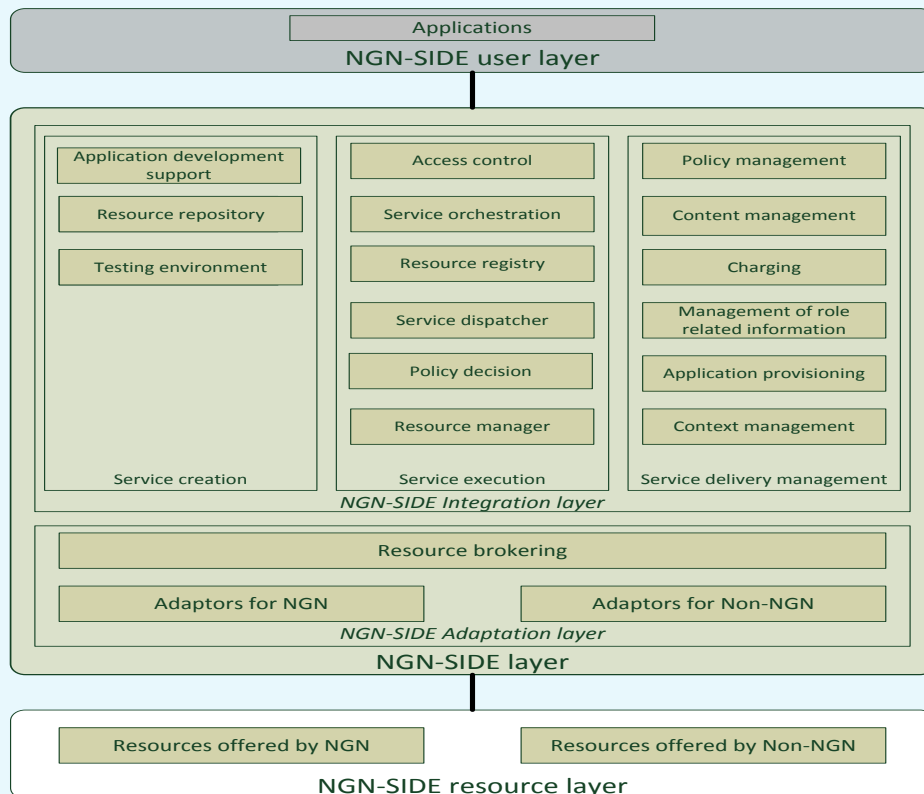 Applications
NGN-SIDE user layer
Application development
support
Resource repository
Testing environment
Service creation
Access control
Service orchestration
Resource registry
Service dispatcher
Policy decision
Resource manager
Service execution
Policy management
Content management
Charging
Management of role
related information
Application provisioning
Context management
Service delivery management
NGN-SIDE Integration layer
Resource brokering
Adaptors for NGN
Adaptors for Non-NGN
NGN-SIDE Adaptation layer
NGN-SIDE layer
Resources offered by NGN
Resources offered by Non-NGN
NGN-SIDE resource layer